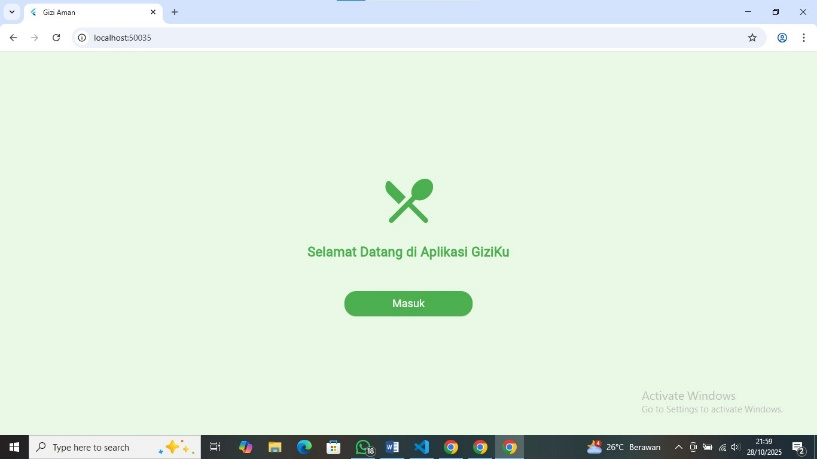 Gizi Aman
localhost:50035
Selamat Datang di Aplikasi GiziKu
Masuk
Activate Windows
Go to Settings to activate Windows.
Type here to search
18
26°C Berawan
21:59
28/10/2025
2